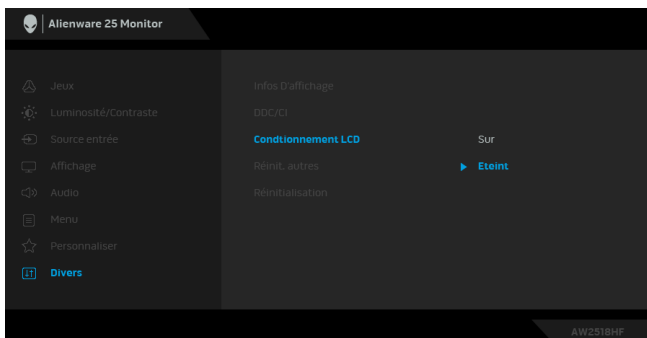 Alienware 25 Monitor
Jeux
Luminosité/Contraste
Source entrée
Affichage
Audio
Menu
Personnaliser
Divers
Infos D'affichage
DDC/CI
Condtionnement LCD
Réinit. autres
Réinitialisation
Sur
Eteint
AW2518HF